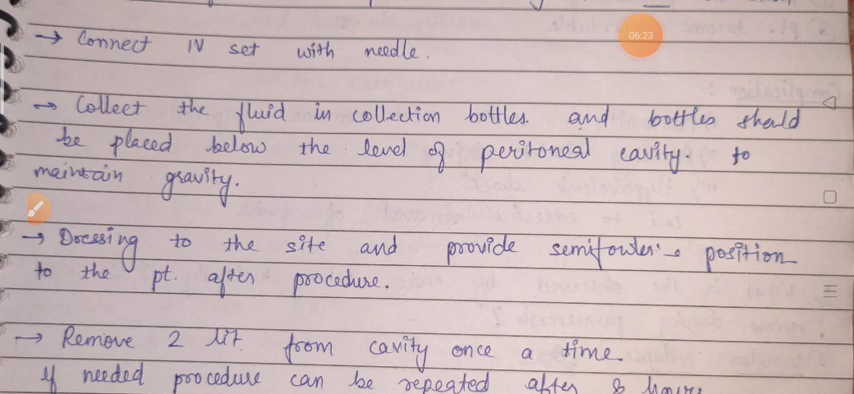 → Connect IV set with needle.
06:23
→ Collect the fluid in collection bottles. and bottles should
be placed below the level of peritoneal cavity. to
maintain gravity.
→ Dressing to the site and provide semifowler's position
to the pt. after procedure.
→ Remove 2 lit. from cavity once a time.
If needed procedure can be repeated after 8 hours